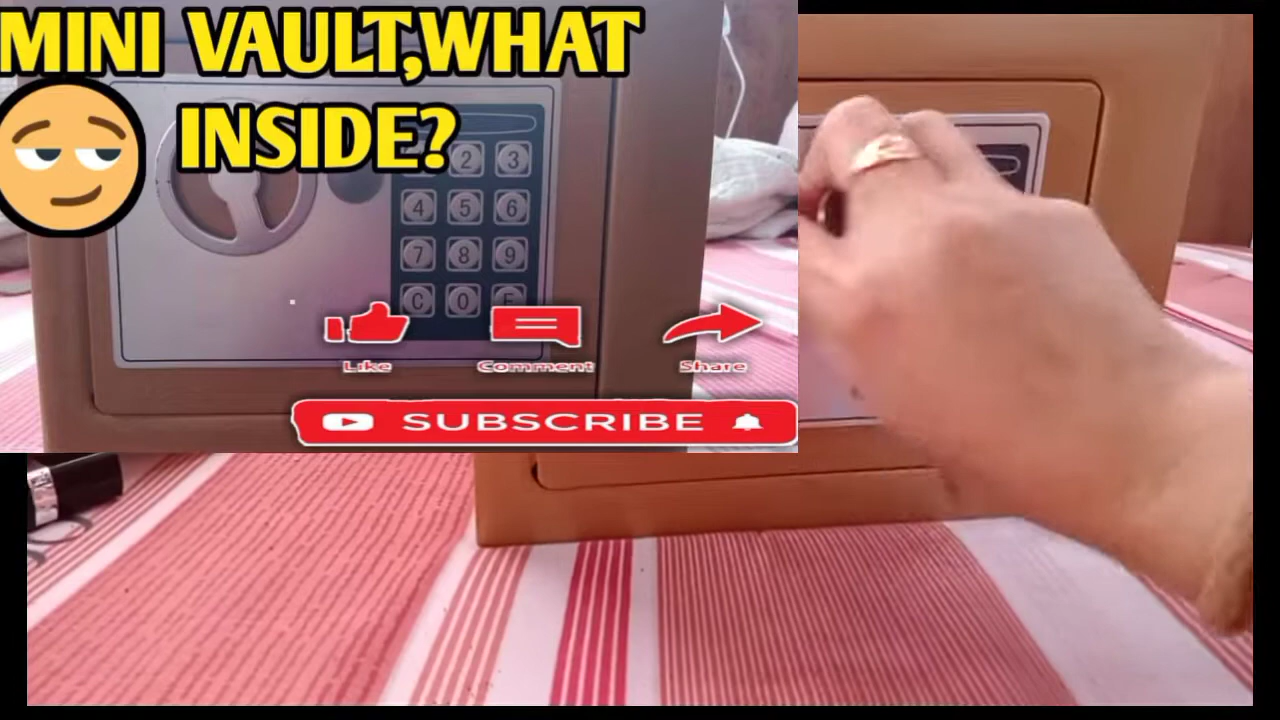 MINI VAULT,WHAT
INSIDE?
2 3
4 5 6
7 8 9
C 0 E
Like Comment Share
SUBSCRIBE